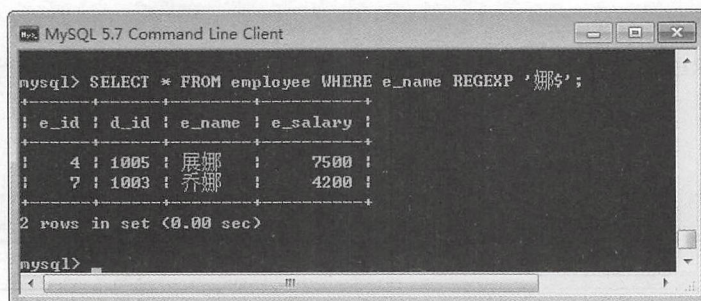 MySQL 5.7 Command Line Client
mysql> SELECT * FROM employee WHERE e_name REGEXP '娜$';
+------+------+--------+----------+
| e_id | d_id | e_name | e_salary |
+------+------+--------+----------+
|    4 | 1005 | 展娜   |     7500 |
|    7 | 1003 | 乔娜   |     4200 |
+------+------+--------+----------+
2 rows in set (0.00 sec)
mysql>